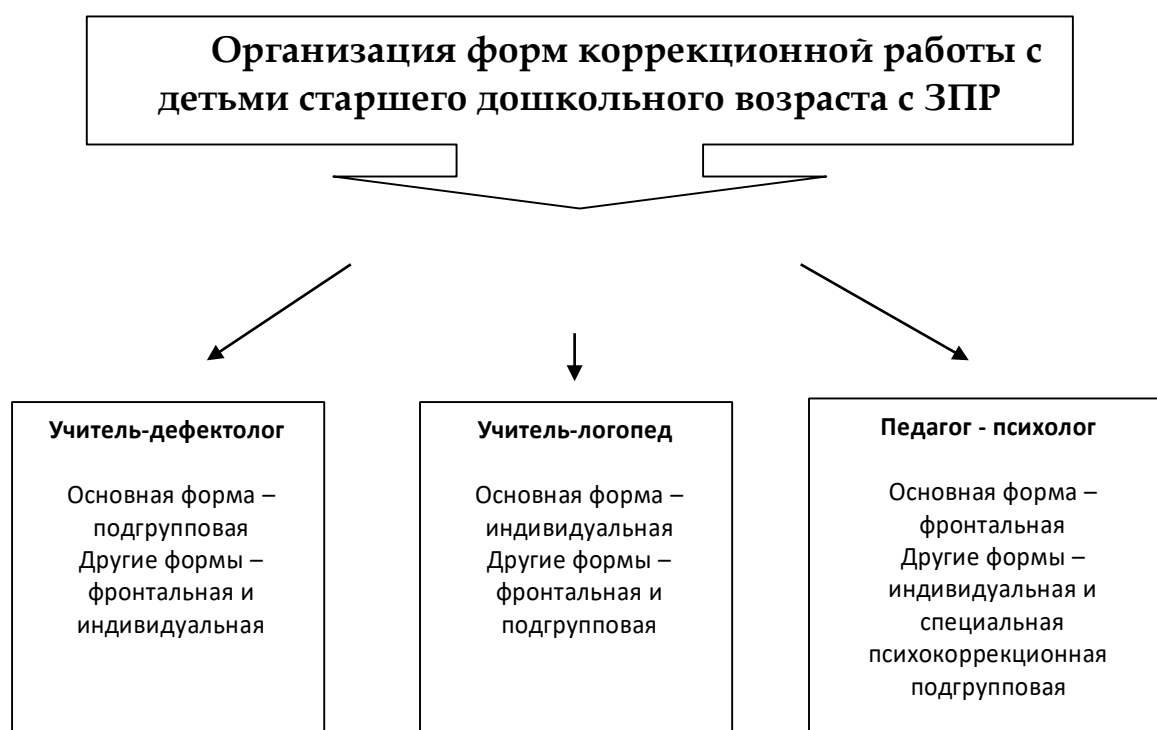 Организация форм коррекционной работы с
детьми старшего дошкольного возраста с ЗПР
Учитель-дефектолог
Основная форма –
подгрупповая
Другие формы –
фронтальная и
индивидуальная
Учитель-логопед
Основная форма –
индивидуальная
Другие формы –
фронтальная и
подгрупповая
Педагог - психолог
Основная форма –
фронтальная
Другие формы –
индивидуальная и
специальная
психокоррекционная
подгрупповая